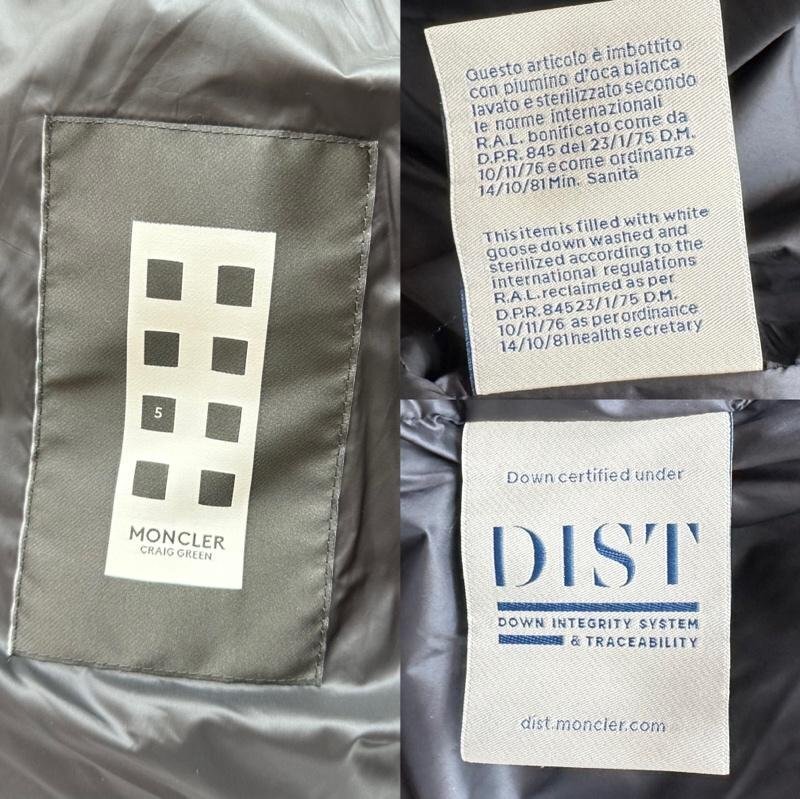 5
MONCLER
CRAIG GREEN
Questo articolo è imbottito
con piumino d'oca bianca
lavato e sterilizzato secondo
le norme internazionali
R.A.L. bonificato come da
D.P.R. 845 del 23/1/75 D.M.
10/11/76 e come ordinanza
14/10/81 Min. Sanità
This item is filled with white
goose down washed and
sterilized according to the
international regulations
R.A.L. reclaimed as per
D.P.R. 845 23/1/75 D.M.
10/11/76 as per ordinance
14/10/81 health secretary
Down certified under
DIST
DOWN INTEGRITY SYSTEM
& TRACEABILITY
dist.moncler.com